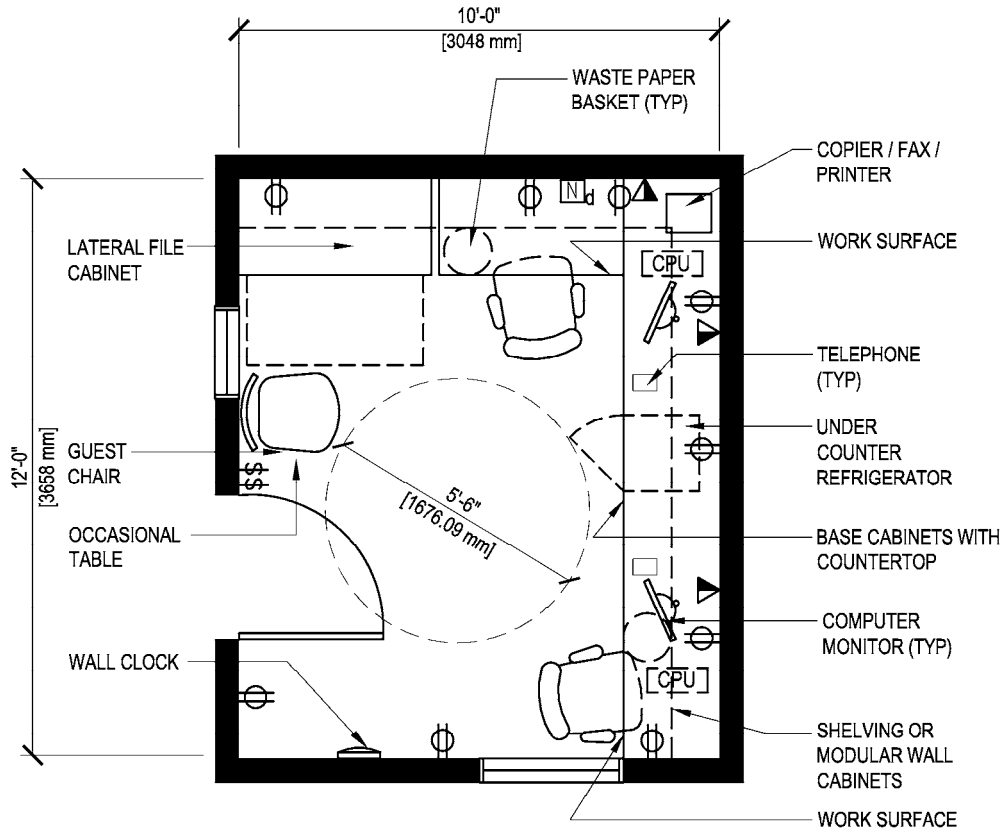 10'-0"
[3048 mm]
WASTE PAPER
BASKET (TYP)
COPIER / FAX /
PRINTER
N
d
LATERAL FILE
CABINET
WORK SURFACE
CPU
TELEPHONE
(TYP)
12'-0"
[3658 mm]
GUEST
CHAIR
UNDER
COUNTER
REFRIGERATOR
S
S
5'-6"
[1676.09 mm]
OCCASIONAL
TABLE
BASE CABINETS WITH
COUNTERTOP
COMPUTER
MONITOR (TYP)
WALL CLOCK
CPU
SHELVING OR
MODULAR WALL
CABINETS
WORK SURFACE